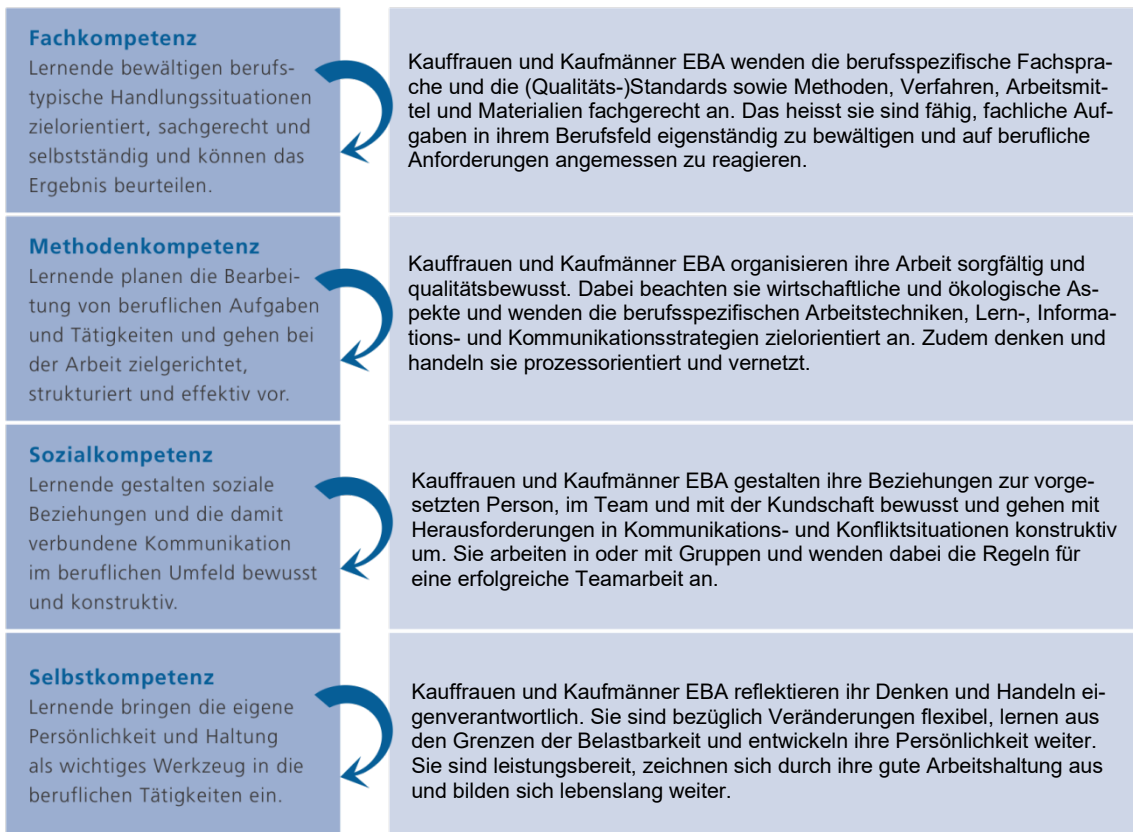 Fachkompetenz
Lernende bewältigen berufs-
typische Handlungssituationen
zielorientiert, sachgerecht und
selbstständig und können das
Ergebnis beurteilen.
Kauffrauen und Kaufmänner EBA wenden die berufsspezifische Fachspra-
che und die (Qualitäts-)Standards sowie Methoden, Verfahren, Arbeitsmit-
tel und Materialien fachgerecht an. Das heisst sie sind fähig, fachliche Auf-
gaben in ihrem Berufsfeld eigenständig zu bewältigen und auf berufliche
Anforderungen angemessen zu reagieren.
Methodenkompetenz
Lernende planen die Bearbei-
tung von beruflichen Aufgaben
und Tätigkeiten und gehen bei
der Arbeit zielgerichtet,
strukturiert und effektiv vor.
Kauffrauen und Kaufmänner EBA organisieren ihre Arbeit sorgfältig und
qualitätsbewusst. Dabei beachten sie wirtschaftliche und ökologische As-
pekte und wenden die berufsspezifischen Arbeitstechniken, Lern-, Informa-
tions- und Kommunikationsstrategien zielorientiert an. Zudem denken und
handeln sie prozessorientiert und vernetzt.
Sozialkompetenz
Lernende gestalten soziale
Beziehungen und die damit
verbundene Kommunikation
im beruflichen Umfeld bewusst
und konstruktiv.
Kauffrauen und Kaufmänner EBA gestalten ihre Beziehungen zur vorge-
setzten Person, im Team und mit der Kundschaft bewusst und gehen mit
Herausforderungen in Kommunikations- und Konfliktsituationen konstruktiv
um. Sie arbeiten in oder mit Gruppen und wenden dabei die Regeln für
eine erfolgreiche Teamarbeit an.
Selbstkompetenz
Lernende bringen die eigene
Persönlichkeit und Haltung
als wichtiges Werkzeug in die
beruflichen Tätigkeiten ein.
Kauffrauen und Kaufmänner EBA reflektieren ihr Denken und Handeln ei-
genverantwortlich. Sie sind bezüglich Veränderungen flexibel, lernen aus
den Grenzen der Belastbarkeit und entwickeln ihre Persönlichkeit weiter.
Sie sind leistungsbereit, zeichnen sich durch ihre gute Arbeitshaltung aus
und bilden sich lebenslang weiter.